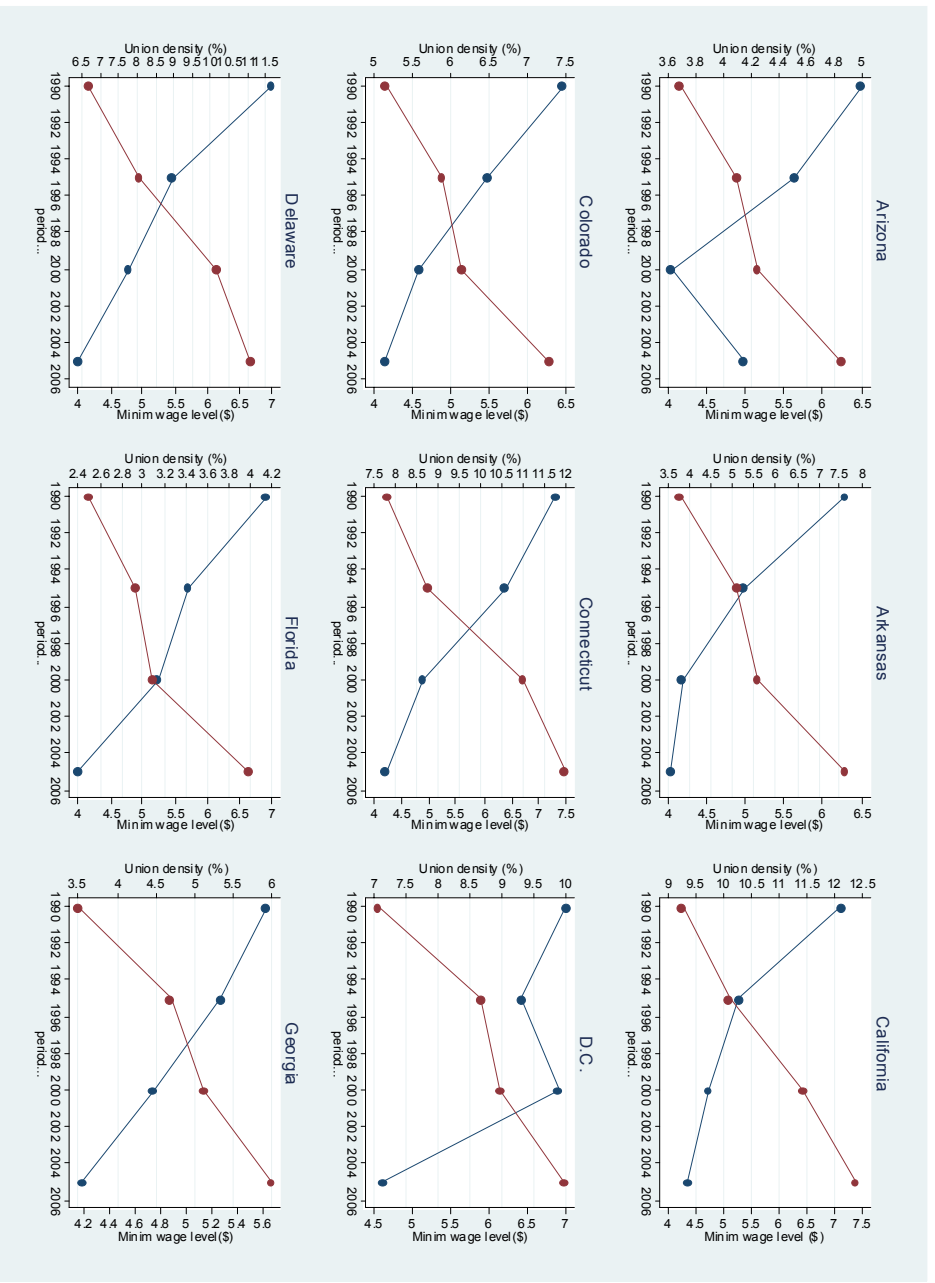 Arizona
Union density (%)
3.6 3.8 4 4.2 4.4 4.6 4.8 5
1990 1992 1994 1996 1998 2000 2002 2004 2006
period...
4 4.5 5 5.5 6 6.5
Minim wage level($)
Arkansas
Union density (%)
3.5 4 4.5 5 5.5 6 6.5 7 7.5 8
1990 1992 1994 1996 1998 2000 2002 2004 2006
period...
4 4.5 5 5.5 6 6.5
Minim wage level($)
California
Union density (%)
9 9.5 10 10.5 11 11.5 12 12.5
1990 1992 1994 1996 1998 2000 2002 2004 2006
period...
4 4.5 5 5.5 6 6.5 7 7.5
Minim wage level ($)
Colorado
Union density (%)
5 5.5 6 6.5 7 7.5
1990 1992 1994 1996 1998 2000 2002 2004 2006
period...
4 4.5 5 5.5 6 6.5
Minim wage level($)
Connecticut
Union density (%)
7.5 8 8.5 9 9.5 10 10.5 11 11.5 12
1990 1992 1994 1996 1998 2000 2002 2004 2006
period...
4 4.5 5 5.5 6 6.5 7 7.5
Minim wage level($)
D.C.
Union density (%)
7 7.5 8 8.5 9 9.5 10
1990 1992 1994 1996 1998 2000 2002 2004 2006
period...
4.5 5 5.5 6 6.5 7
Minim wage level($)
Delaware
Union density (%)
6.5 7 7.5 8 8.5 9 9.5 10 10.5 11 11.5
1990 1992 1994 1996 1998 2000 2002 2004 2006
period...
4 4.5 5 5.5 6 6.5 7
Minim wage level($)
Florida
Union density (%)
2.4 2.6 2.8 3 3.2 3.4 3.6 3.8 4 4.2
1990 1992 1994 1996 1998 2000 2002 2004 2006
period...
4 4.5 5 5.5 6 6.5 7
Minim wage level($)
Georgia
Union density (%)
3.5 4 4.5 5 5.5 6
1990 1992 1994 1996 1998 2000 2002 2004 2006
period...
4.2 4.4 4.6 4.8 5 5.2 5.4 5.6
Minim wage level($)